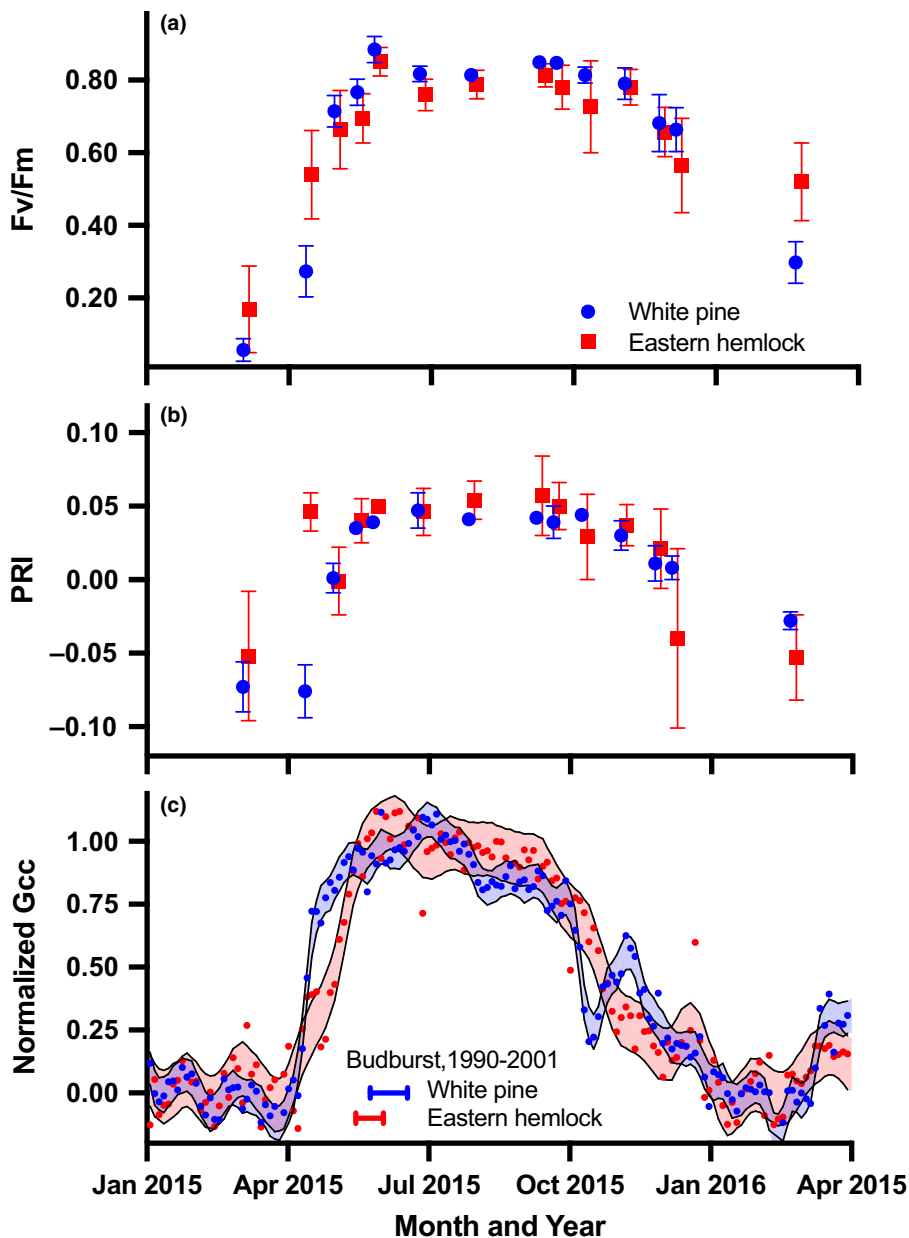 (a)
0.80
0.60
0.40
0.20
Fv/Fm
White pine
Eastern hemlock
(b)
0.10
0.05
0.00
−0.05
−0.10
PRI
(c)
1.00
0.75
0.50
0.25
0.00
Normalized Gcc
Budburst,1990-2001
White pine
Eastern hemlock
Jan 2015 Apr 2015 Jul 2015 Oct 2015 Jan 2016 Apr 2015
Month and Year